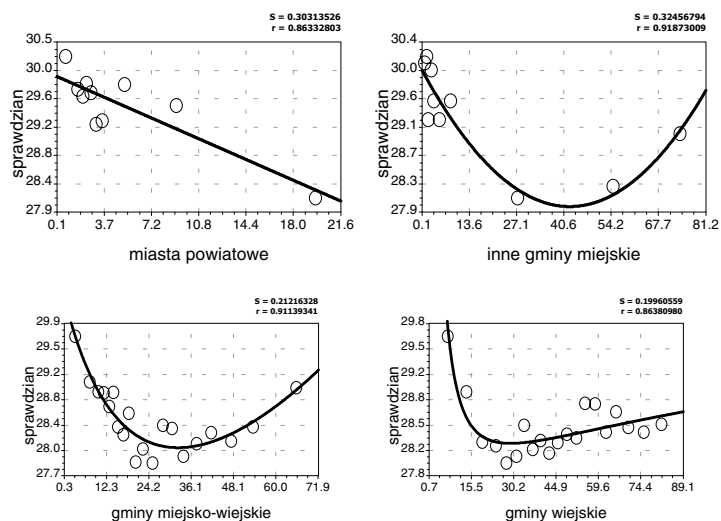 S = 0.30313526
r = 0.86332803
30.5
30.0
29.6
29.2
28.8
28.4
27.9
sprawdzian
0.1 3.7 7.2 10.8 14.4 18.0 21.6
miasta powiatowe
S = 0.32456794
r = 0.91873009
30.4
30.0
29.5
29.1
28.7
28.3
27.9
sprawdzian
0.1 13.6 27.1 40.6 54.2 67.7 81.2
inne gminy miejskie
S = 0.21216328
r = 0.91139341
29.9
29.5
29.2
28.8
28.4
28.0
27.7
sprawdzian
0.3 12.3 24.2 36.1 48.1 60.0 71.9
gminy miejsko-wiejskie
S = 0.19960559
r = 0.86380980
29.8
29.5
29.2
28.8
28.5
28.2
27.8
sprawdzian
0.7 15.5 30.2 44.9 59.6 74.4 89.1
gminy wiejskie